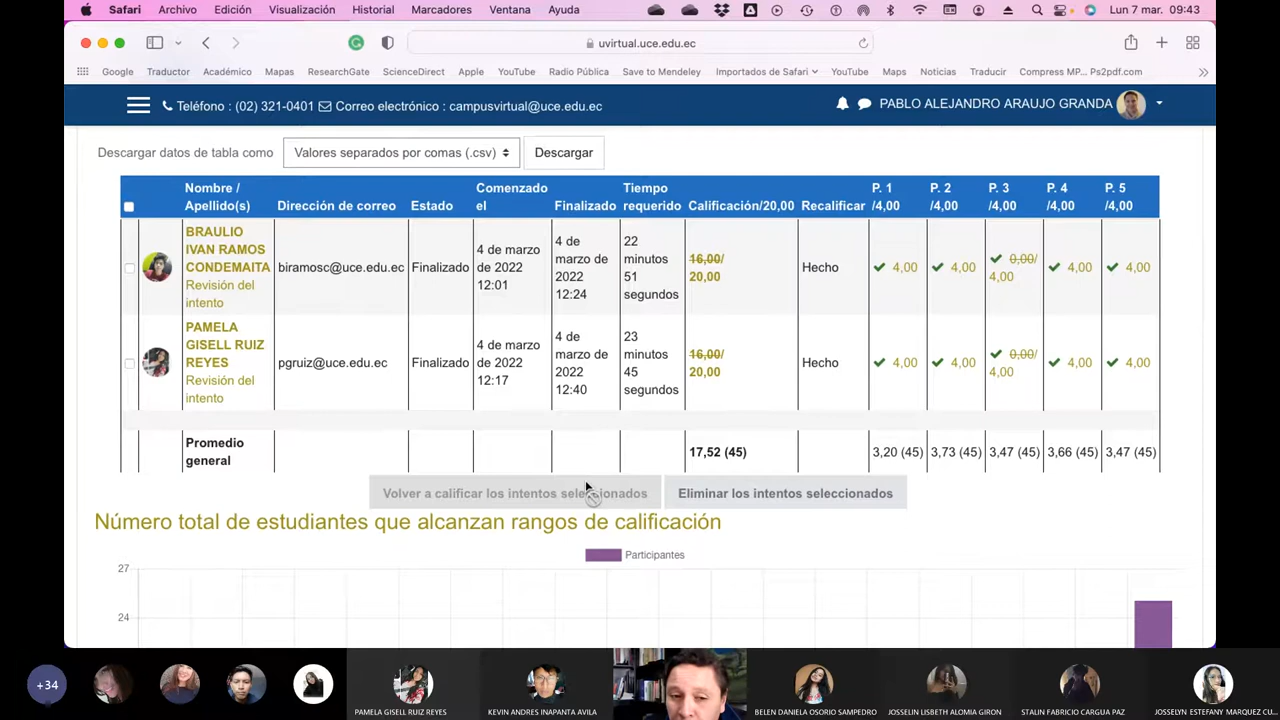 Safari Archivo Edición Visualización Historial Marcadores Ventana Ayuda Lun 7 mar. 09:43
uvirtual.uce.edu.ec
Google Traductor Académico Mapas ResearchGate ScienceDirect Apple YouTube Radio Pública Save to Mendeley Importados de Safari YouTube Maps Noticias Traducir Compress MP... Ps2pdf.com
Teléfono : (02) 321-0401 Correo electrónico : campusvirtual@uce.edu.ec PABLO ALEJANDRO ARAUJO GRANDA
Descargar datos de tabla como Valores separados por comas (.csv) Descargar
Nombre / Apellido(s) Dirección de correo Estado Comenzado el Finalizado Tiempo requerido Calificación/20,00 Recalificar P. 1 /4,00 P. 2 /4,00 P. 3 /4,00 P. 4 /4,00 P. 5 /4,00
BRAULIO IVAN RAMOS CONDEMAITA Revisión del intento biramosc@uce.edu.ec Finalizado 4 de marzo de 2022 12:01 4 de marzo de 2022 12:24 22 minutos 51 segundos 16,00/ 20,00 Hecho 4,00 4,00 0,00/ 4,00 4,00 4,00
PAMELA GISELL RUIZ REYES Revisión del intento pgruiz@uce.edu.ec Finalizado 4 de marzo de 2022 12:17 4 de marzo de 2022 12:40 23 minutos 45 segundos 16,00/ 20,00 Hecho 4,00 4,00 0,00/ 4,00 4,00 4,00
Promedio general 17,52 (45) 3,20 (45) 3,73 (45) 3,47 (45) 3,66 (45) 3,47 (45)
Volver a calificar los intentos seleccionados Eliminar los intentos seleccionados
Número total de estudiantes que alcanzan rangos de calificación
Participantes
27
24
+34 PAMELA GISELL RUIZ REYES KEVIN ANDRES INAPANTA AVILA BELEN DANIELA OSORIO SAMPEDRO JOSSELIN LISBETH ALOMIA GIRON STALIN FABRICIO CARGUA PAZ JOSSELYN ESTEFANY MARQUEZ CU...